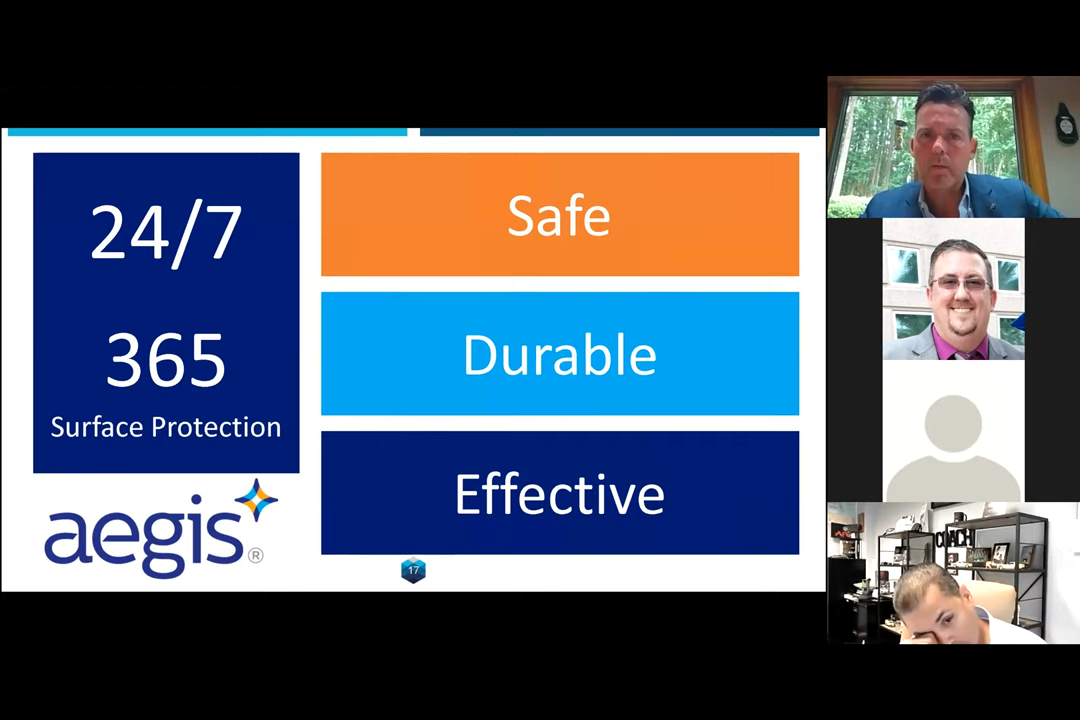 24/7
365
Surface Protection
aegis®
Safe
Durable
Effective
17
COACH